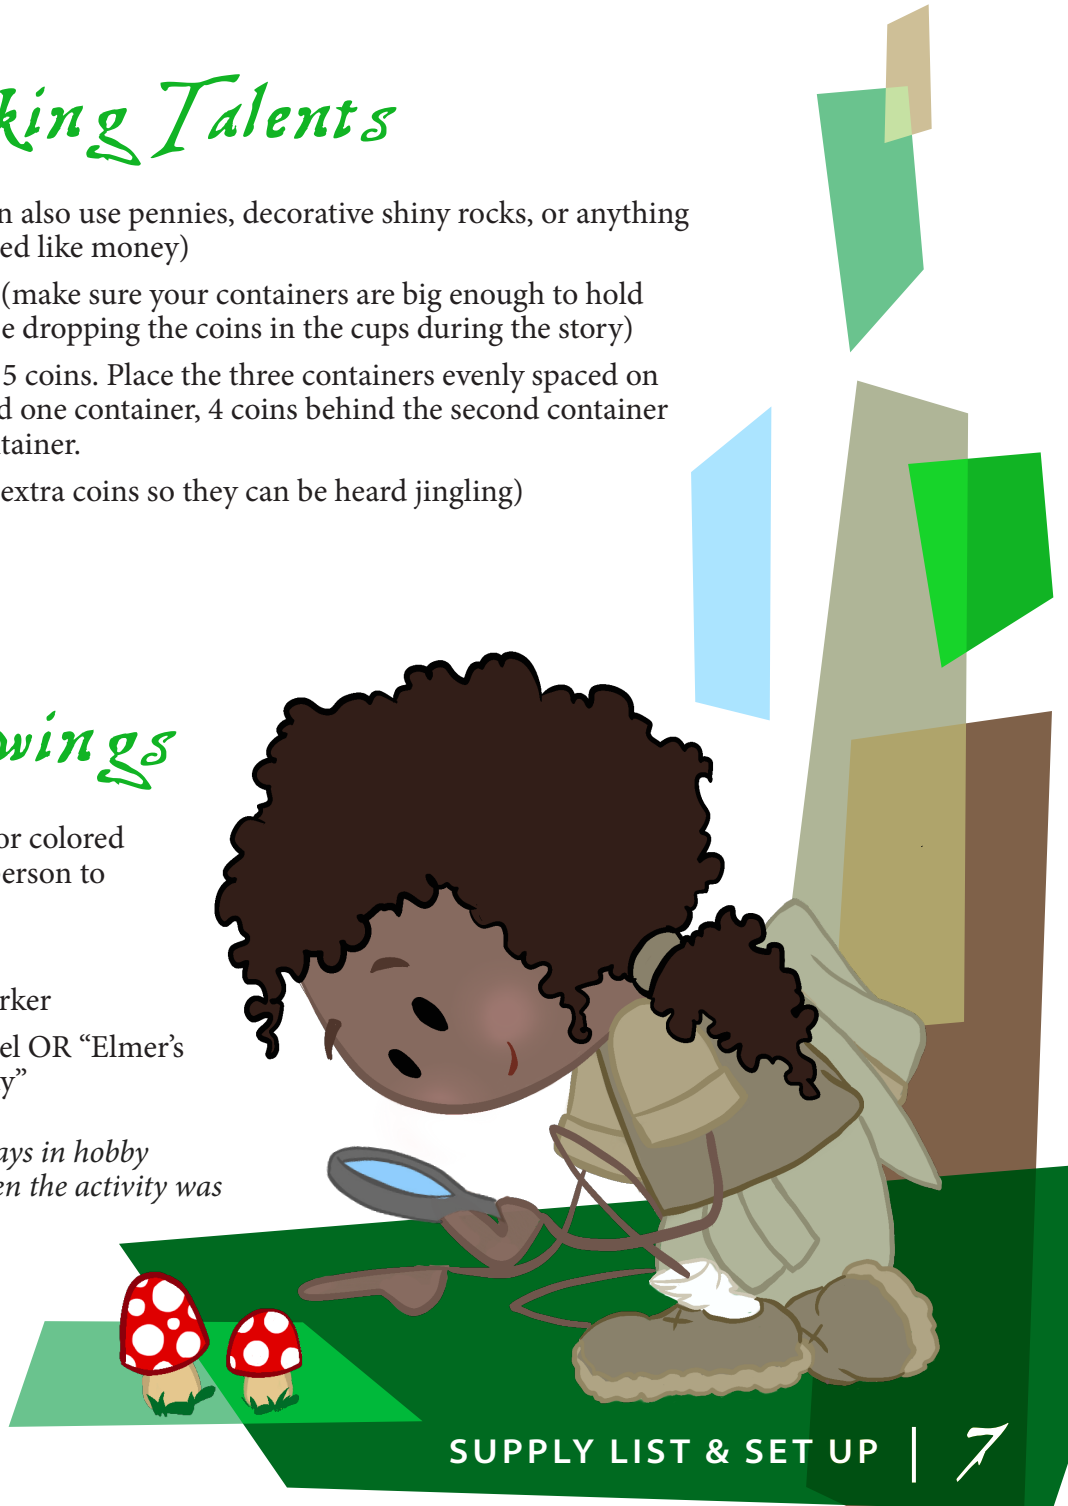 king Talents
n also use pennies, decorative shiny rocks, or anything
ed like money)
(make sure your containers are big enough to hold
e dropping the coins in the cups during the story)
5 coins. Place the three containers evenly spaced on
d one container, 4 coins behind the second container
tainer.
extra coins so they can be heard jingling)
wings
or colored
erson to
rker
el OR “Elmer’s
y”
ays in hobby
en the activity was
SUPPLY LIST & SET UP | 7